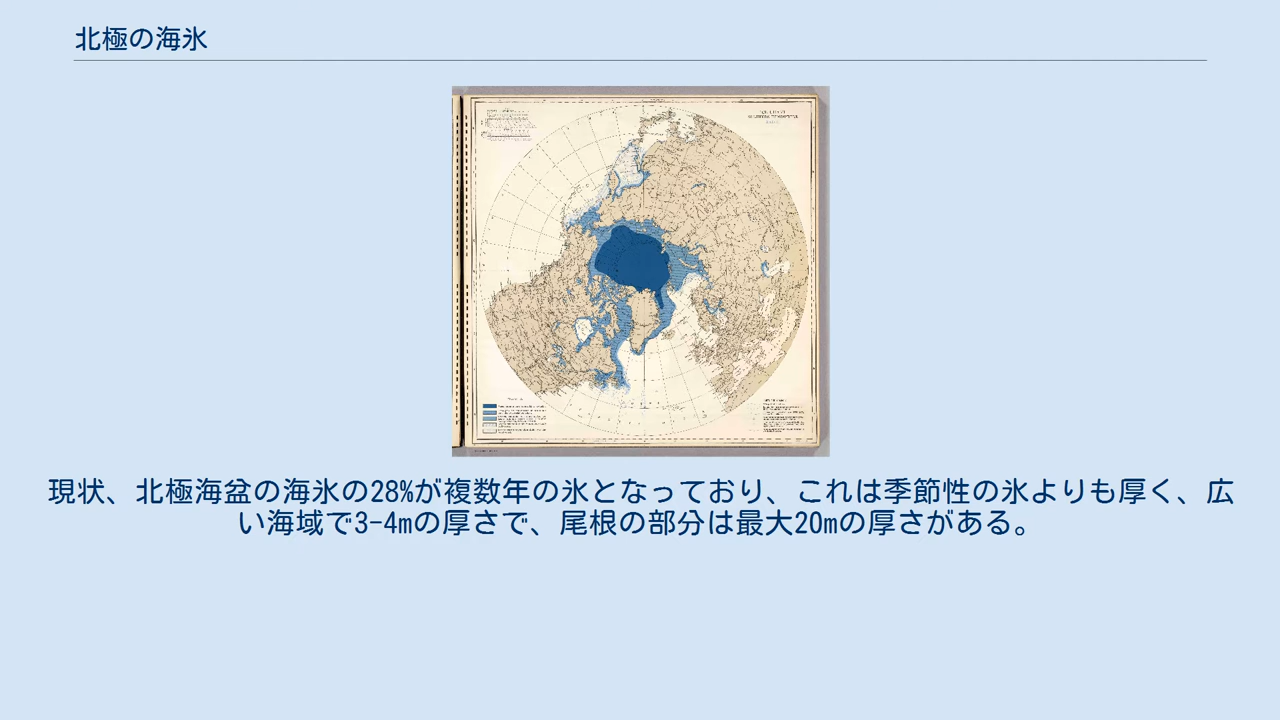 北極の海氷
現状、北極海盆の海氷の28%が複数年の氷となっており、これは季節性の氷よりも厚く、広
い海域で3-4mの厚さで、尾根の部分は最大20mの厚さがある。